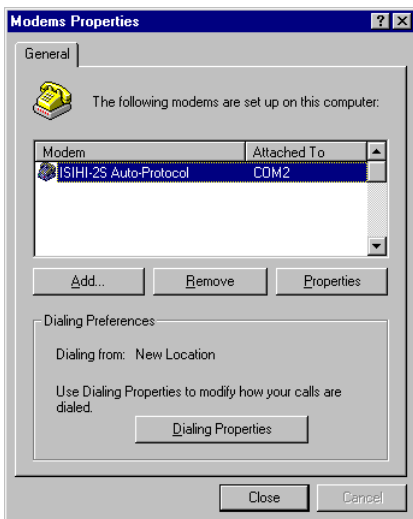 Modems Properties
General
The following modems are set up on this computer:
Modem Attached To
ISIHI-2S Auto-Protocol COM2
Add... Remove Properties
Dialing Preferences
Dialing from: New Location
Use Dialing Properties to modify how your calls are
dialed.
Dialing Properties
Close Cancel